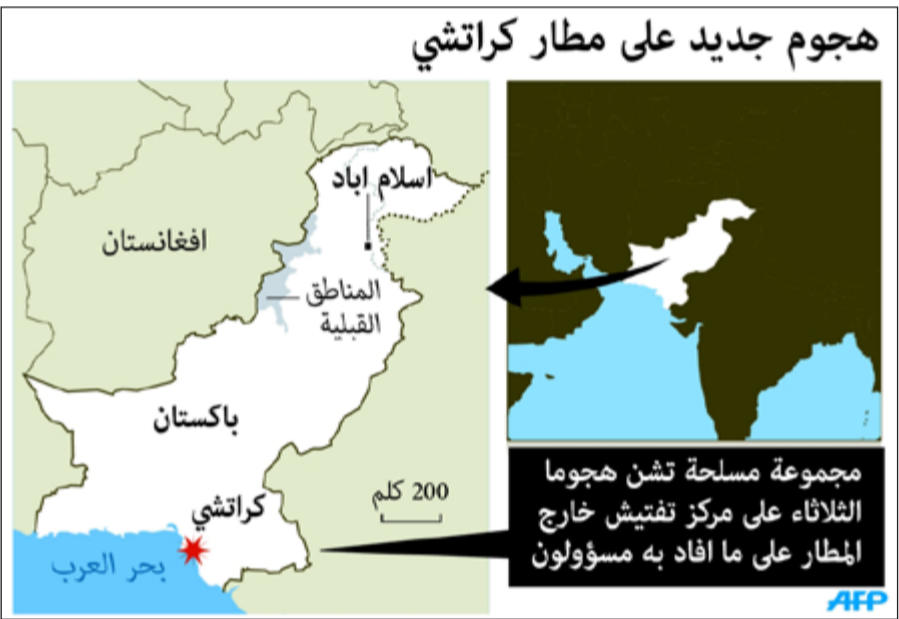 هجوم جديد على مطار كراتشي
اسلام اباد
افغانستان
المناطق
القبلية
باكستان
كراتشي
200 كلم
بحر العرب
مجموعة مسلحة تشن هجوما
الثلاثاء على مركز تفتيش خارج
المطار على ما افاد به مسؤولون
AFP